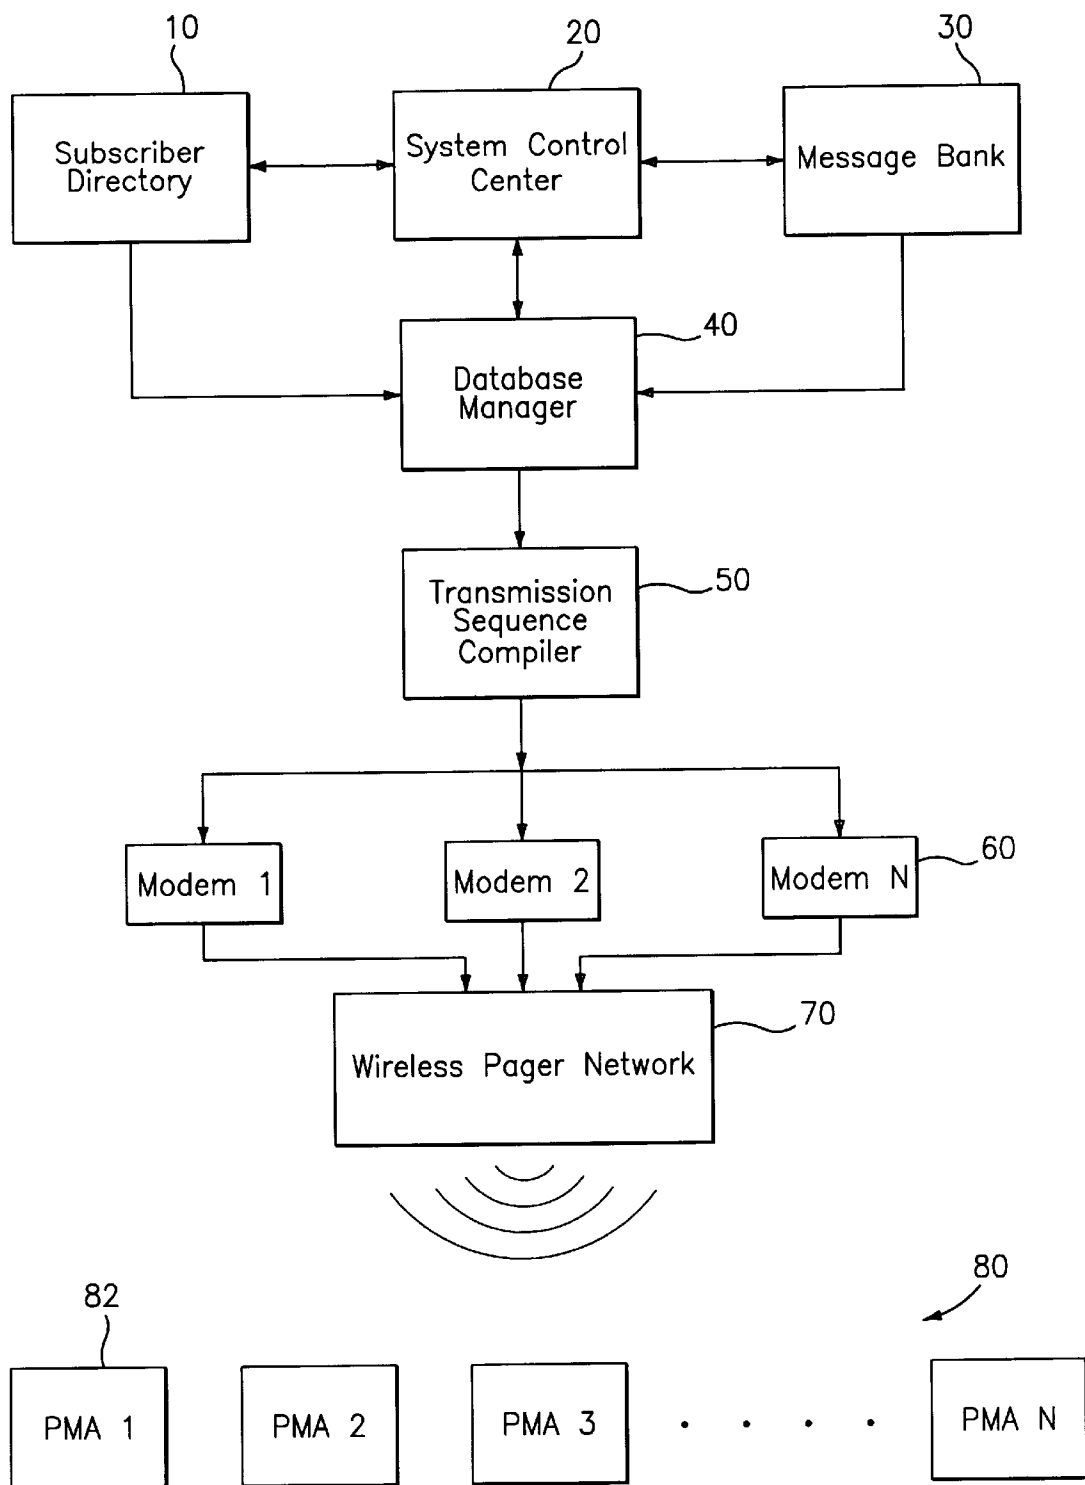 10
20
30
Subscriber
Directory
System Control
Center
Message Bank
40
Database
Manager
50
Transmission
Sequence
Compiler
60
Modem 1
Modem 2
Modem N
70
Wireless Pager Network
80
82
PMA 1
PMA 2
PMA 3
. . . .
PMA N